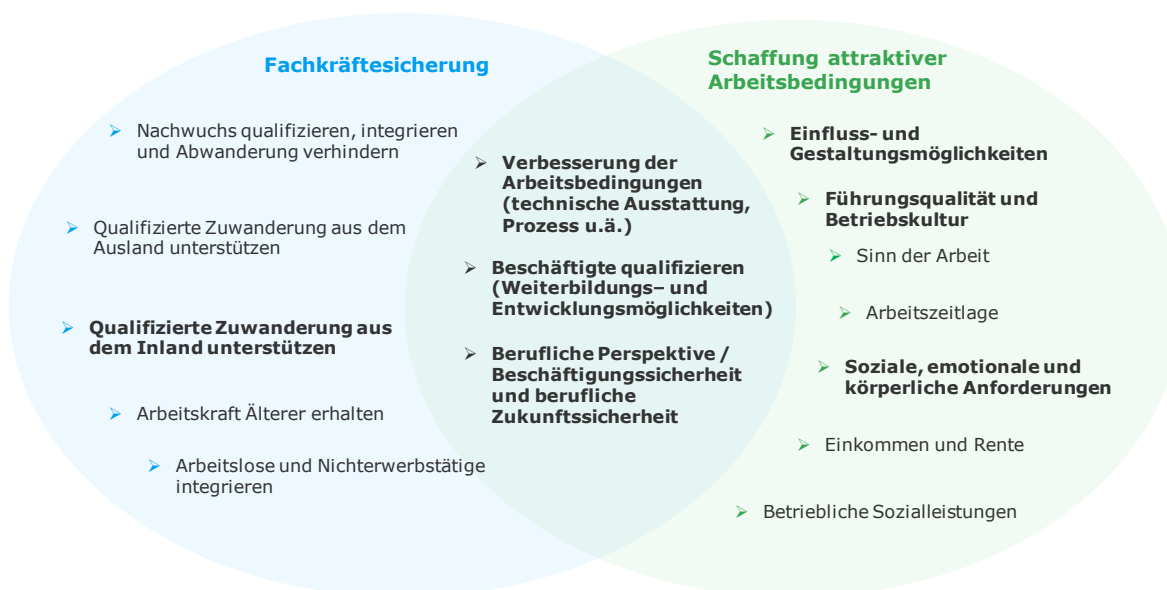 Fachkräftesicherung
Nachwuchs qualifizieren, integrieren
und Abwanderung verhindern
Qualifizierte Zuwanderung aus dem
Ausland unterstützen
Qualifizierte Zuwanderung aus
dem Inland unterstützen
Arbeitskraft Älterer erhalten
Arbeitslose und Nichterwerbstätige
integrieren
Verbesserung der
Arbeitsbedingungen
(technische Ausstattung,
Prozess u.ä.)
Beschäftigte qualifizieren
(Weiterbildungs– und
Entwicklungsmöglichkeiten)
Berufliche Perspektive /
Beschäftigungssicherheit
und berufliche
Zukunftssicherheit
Schaffung attraktiver
Arbeitsbedingungen
Einfluss- und
Gestaltungsmöglichkeiten
Führungsqualität und
Betriebskultur
Sinn der Arbeit
Arbeitszeitlage
Soziale, emotionale und
körperliche Anforderungen
Einkommen und Rente
Betriebliche Sozialleistungen